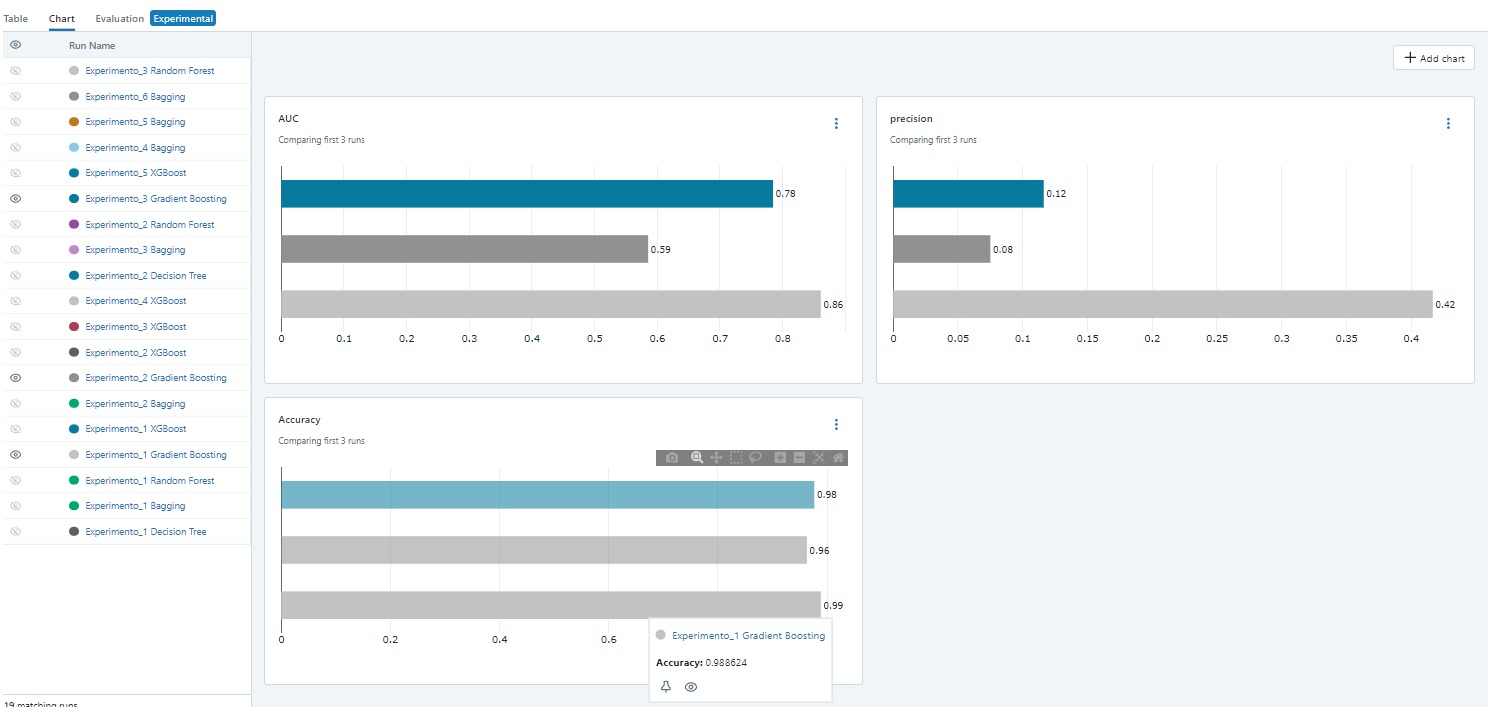 Table Chart Evaluation Experimental
Run Name
Experimento_3 Random Forest
Experimento_6 Bagging
Experimento_5 Bagging
Experimento_4 Bagging
Experimento_5 XGBoost
Experimento_3 Gradient Boosting
Experimento_2 Random Forest
Experimento_3 Bagging
Experimento_2 Decision Tree
Experimento_4 XGBoost
Experimento_3 XGBoost
Experimento_2 XGBoost
Experimento_2 Gradient Boosting
Experimento_2 Bagging
Experimento_1 XGBoost
Experimento_1 Gradient Boosting
Experimento_1 Random Forest
Experimento_1 Bagging
Experimento_1 Decision Tree
19 matching runs
Add chart
AUC
Comparing first 3 runs
0.78
0.59
0.86
0 0.1 0.2 0.3 0.4 0.5 0.6 0.7 0.8
precision
Comparing first 3 runs
0.12
0.08
0.42
0 0.05 0.1 0.15 0.2 0.25 0.3 0.35 0.4
Accuracy
Comparing first 3 runs
0.98
0.96
0.99
0 0.2 0.4 0.6
Experimento_1 Gradient Boosting
Accuracy: 0.988624